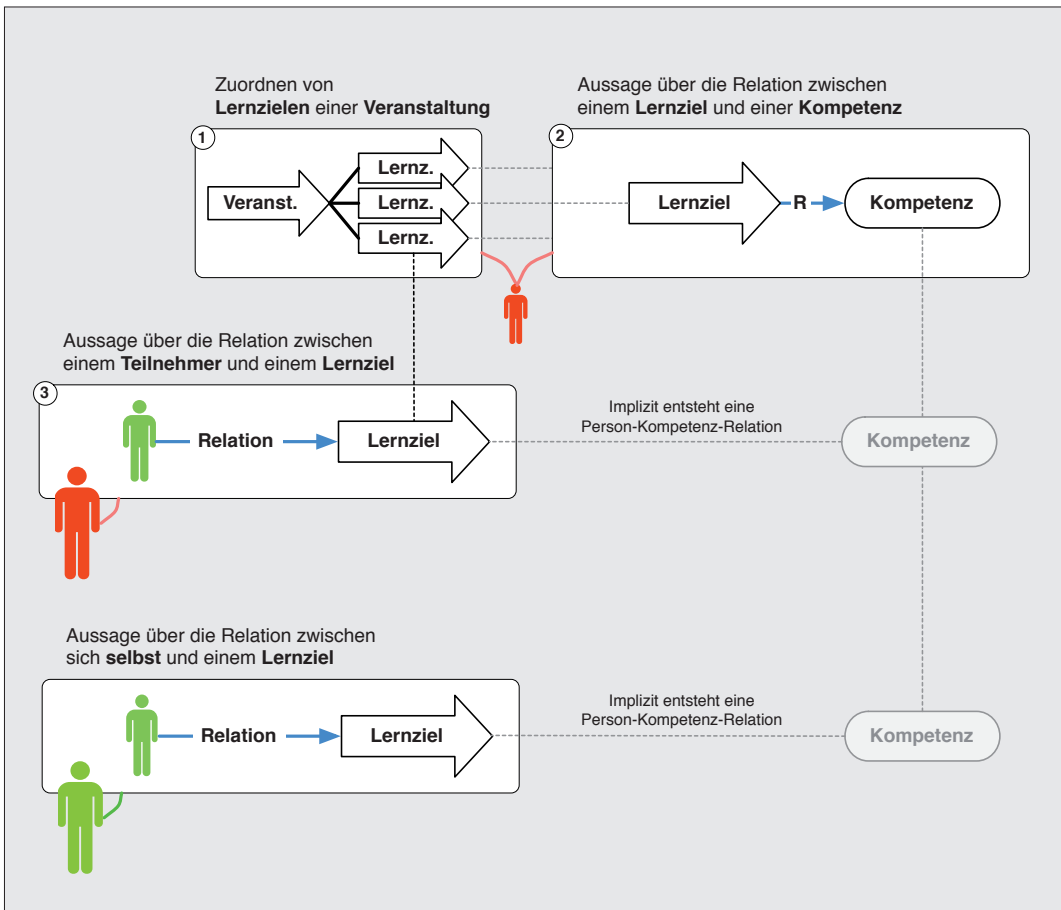 Zuordnen von
Lernzielen einer Veranstaltung
1
Veranst.
Lernz.
Lernz.
Lernz.
Aussage über die Relation zwischen
einem Lernziel und einer Kompetenz
2
Lernziel
R
Kompetenz
Aussage über die Relation zwischen
einem Teilnehmer und einem Lernziel
3
Relation
Lernziel
Implizit entsteht eine
Person-Kompetenz-Relation
Kompetenz
Aussage über die Relation zwischen
sich selbst und einem Lernziel
Relation
Lernziel
Implizit entsteht eine
Person-Kompetenz-Relation
Kompetenz